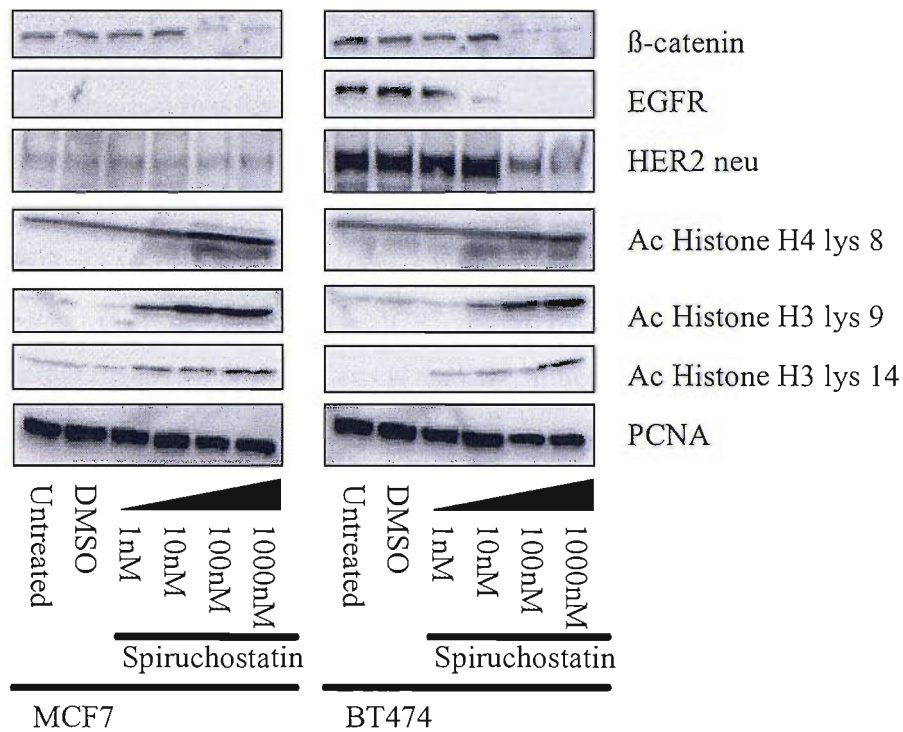 ß-catenin
EGFR
HER2 neu
Ac Histone H4 lys 8
Ac Histone H3 lys 9
Ac Histone H3 lys 14
PCNA
Untreated
DMSO
1nM
10nM
100nM
1000nM
Untreated
DMSO
1nM
10nM
100nM
1000nM
Spiruchostatin
Spiruchostatin
MCF7
BT474